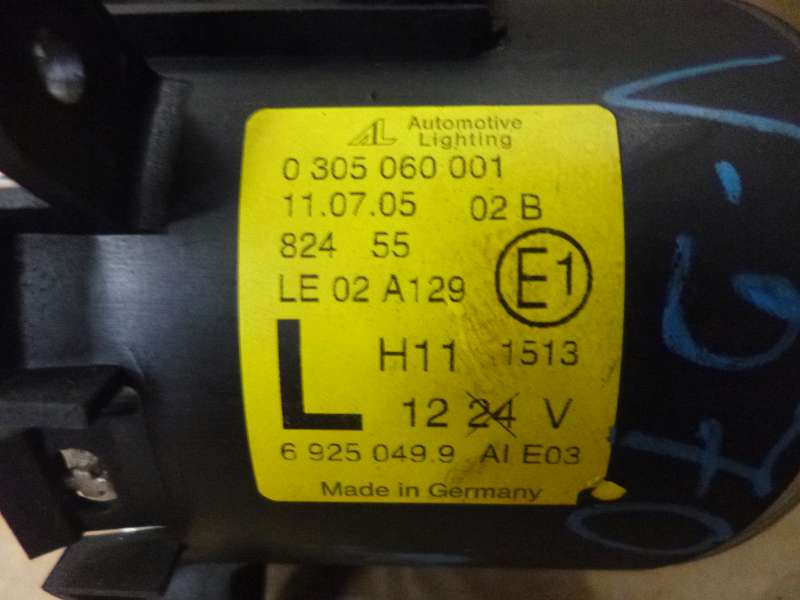 AL Automotive
Lighting
0 305 060 001
11.07.05 02 B
824 55
LE 02 A129 E1
L H11 1513
12 24 V
6 925 049.9 AI E03
Made in Germany